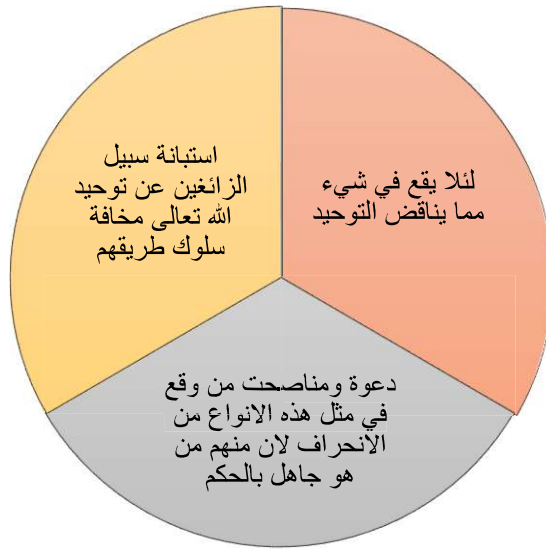 لئلا يقع في شيء
مما يناقض التوحيد
استبانة سبيل
الزائغين عن توحيد
الله تعالى مخافة
سلوك طريقهم
دعوة ومناصحت من وقع
في مثل هذه الانواع من
الانحراف لان منهم من
هو جاهل بالحكم